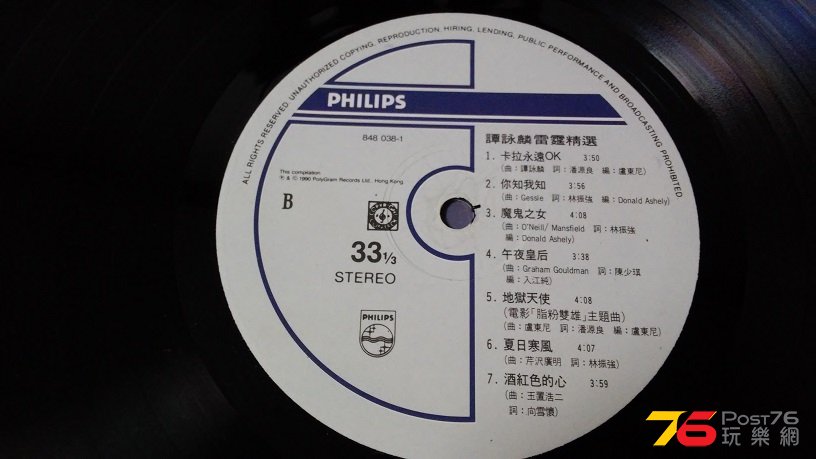 ALL RIGHTS RESERVED. UNAUTHORIZED COPYING, REPRODUCTION, HIRING, LENDING, PUBLIC PERFORMANCE AND BROADCASTING PROHIBITED
PHILIPS
848 038-1
This compilation
℗ & © 1990 PolyGram Records Ltd., Hong Kong
B
33 1/3
STEREO
PHILIPS
譚詠麟雷霆精選
1. 卡拉永遠OK 3:50
(曲:譚詠麟 詞:潘源良 編:盧東尼)
2. 你知我知 3:56
(曲:Gessie 詞:林振強 編:Donald Ashely)
3. 魔鬼之女 4:08
(曲:O'Neill/ Mansfield 詞:林振強
編:Donald Ashely)
4. 午夜皇后 3:38
(曲:Graham Gouldman 詞:陳少琪
編:入江純)
5. 地獄天使 4:08
(電影「脂粉雙雄」主題曲)
(曲:盧東尼 詞:潘源良 編:盧東尼)
6. 夏日寒風 4:07
(曲:芹沢廣明 詞:林振強)
7. 酒紅色的心 3:59
(曲:玉置浩二
詞:向雪懷)
76 POST76
玩樂網